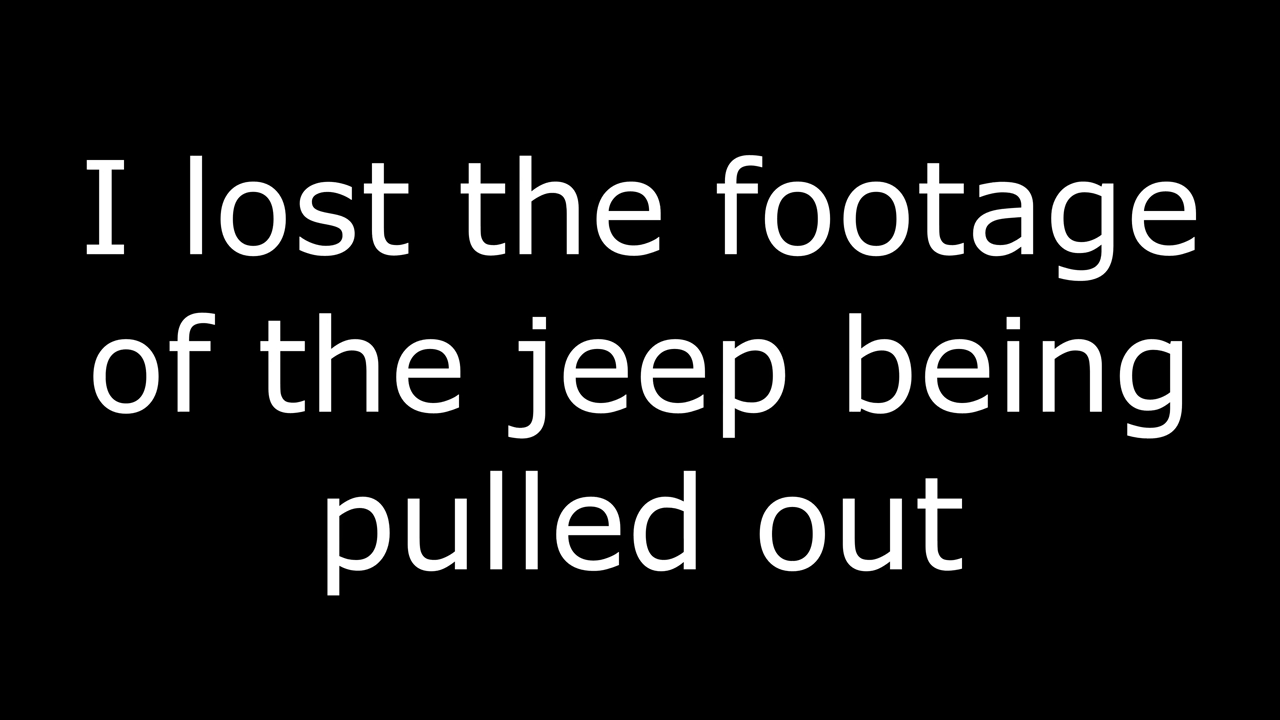 I lost the footage
of the jeep being
pulled out